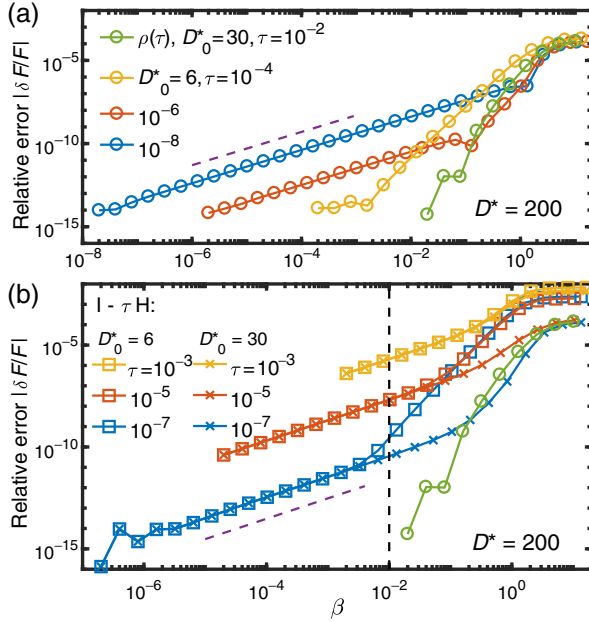 (a)
Relative error |δF/F|
10⁻⁵
10⁻¹⁰
10⁻¹⁵
ρ(τ), D*₀ = 30, τ = 10⁻²
D*₀ = 6, τ = 10⁻⁴
10⁻⁶
10⁻⁸
D* = 200
10⁻⁸ 10⁻⁶ 10⁻⁴ 10⁻² 10⁰
(b)
Relative error |δF/F|
10⁻⁵
10⁻¹⁰
10⁻¹⁵
I - τ H:
D*₀ = 6 D*₀ = 30
τ = 10⁻³ τ = 10⁻³
10⁻⁵ 10⁻⁵
10⁻⁷ 10⁻⁷
D* = 200
10⁻⁶ 10⁻⁴ 10⁻² 10⁰
β